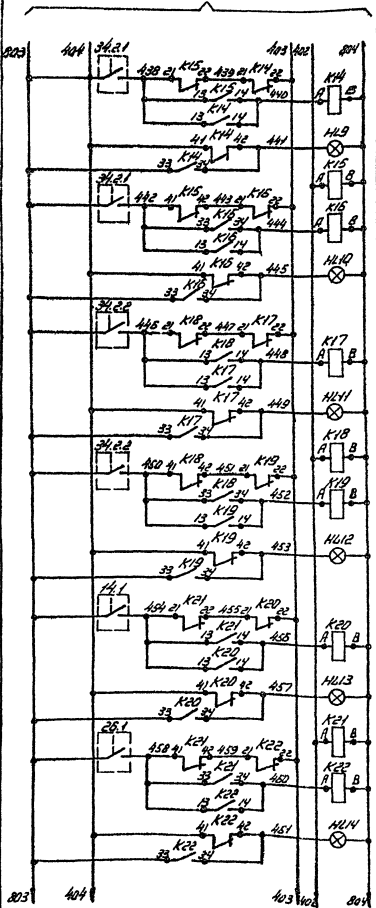 803 404 34.2.1 403 402 804
438 21 K15 22 439 21 K14 22
13 K15 14 440 A K14 B
13 K14 14
41 K14 42 441 HL9
33 K14 34
34.2.1 K15 A B
442 41 K15 42 443 21 K16 22
33 K15 34 444 A K16 B
13 K16 14
41 42 445 HL10
33 K16 34
34.2.2
446 21 K18 22 447 21 K17 22
13 K18 14 448 A K17 B
13 K17 14
41 K17 42 449 HL11
33 K17 34
34.2.2 K18 A B
450 41 K18 42 451 21 K19 22
33 K18 34 452 A K19 B
13 K19 14
41 K19 42 453 HL12
33 K19 34
14.1
454 21 K21 22 455 21 K20 22
13 K21 14 456 A K20 B
13 K20 14
41 K20 42 457 HL13
33 K20 34
26.1 K21 A B
458 41 K21 42 459 21 K22 22
33 K21 34 460 A K22 B
13 K22 14
41 K22 42 461 HL14
33 K22 34
803 404 403 402 804